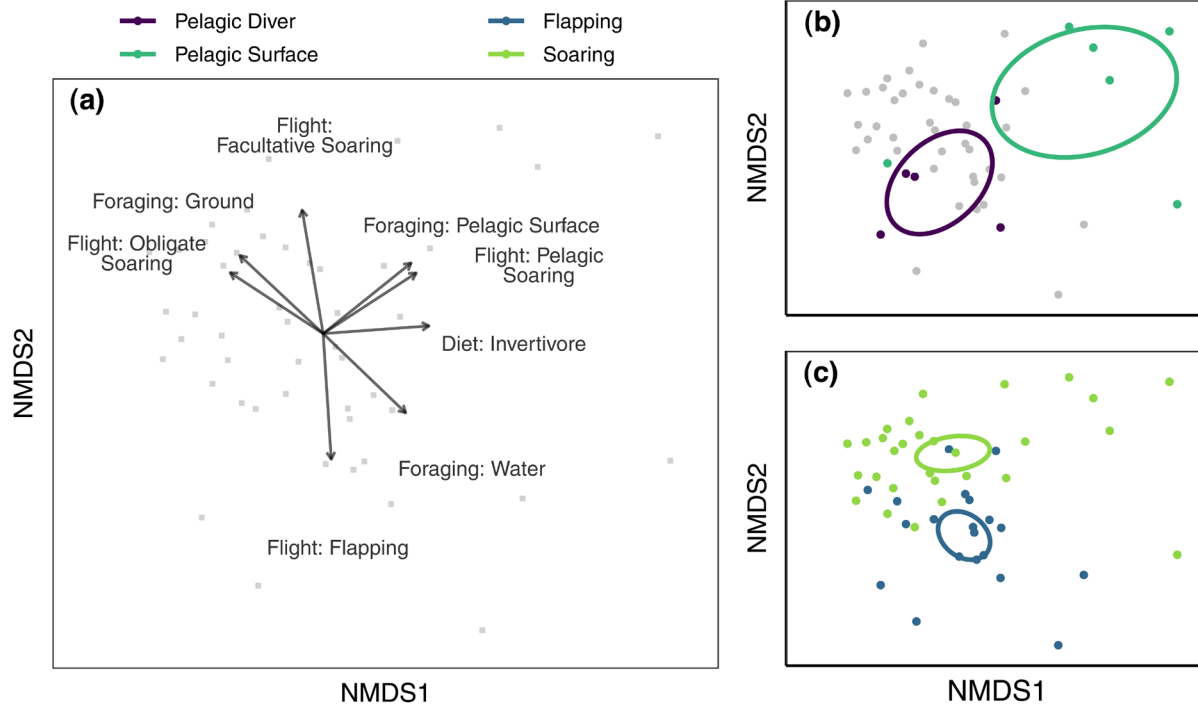 Pelagic Diver
Flapping
Pelagic Surface
Soaring
(a)
Flight:
Facultative Soaring
Foraging: Ground
Foraging: Pelagic Surface
Flight: Obligate
Soaring
Flight: Pelagic
Soaring
Diet: Invertivore
Foraging: Water
Flight: Flapping
NMDS2
NMDS1
(b)
NMDS2
(c)
NMDS2
NMDS1